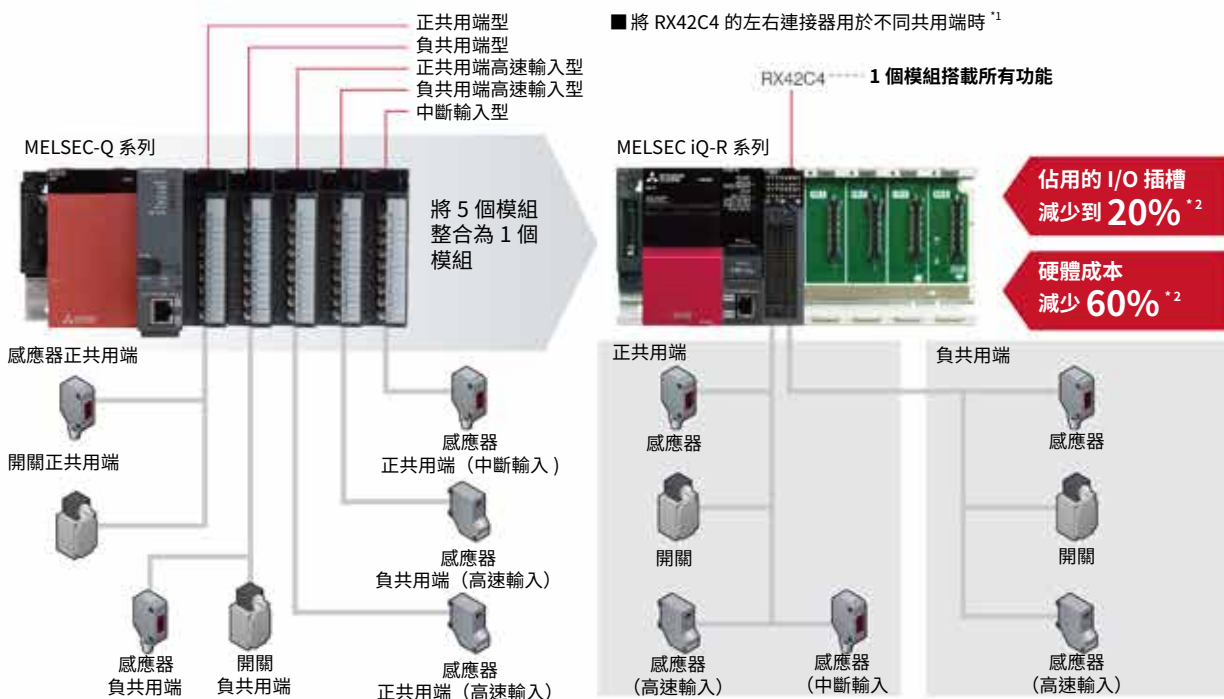 正共用端型
負共用端型
正共用端高速輸入型
負共用端高速輸入型
中斷輸入型
MELSEC-Q 系列
將 5 個模組
整合為 1 個
模組
感應器正共用端
開關正共用端
感應器
負共用端
開關
負共用端
感應器
正共用端（中斷輸入 )
感應器
負共用端（高速輸入）
感應器
正共用端（高速輸入）
■ 將 RX42C4 的左右連接器用於不同共用端時 *1
RX42C4 1 個模組搭載所有功能
MELSEC iQ-R 系列
佔用的 I/O 插槽
減少到 20% *2
硬體成本
減少 60% *2
正共用端
感應器
開關
感應器
（高速輸入）
感應器
（中斷輸入
負共用端
感應器
開關
感應器
（高速輸入）